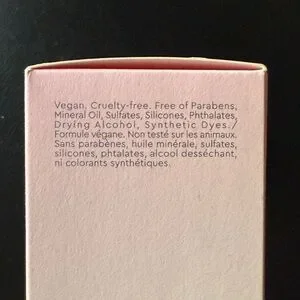 Vegan. Cruelty-free. Free of Parabens,
Mineral Oil, Sulfates, Silicones, Phthalates,
Drying Alcohol, Synthetic Dyes./
Formule végane. Non testé sur les animaux.
Sans parabènes, huile minérale, sulfates,
silicones, phtalates, alcool desséchant,
ni colorants synthétiques.